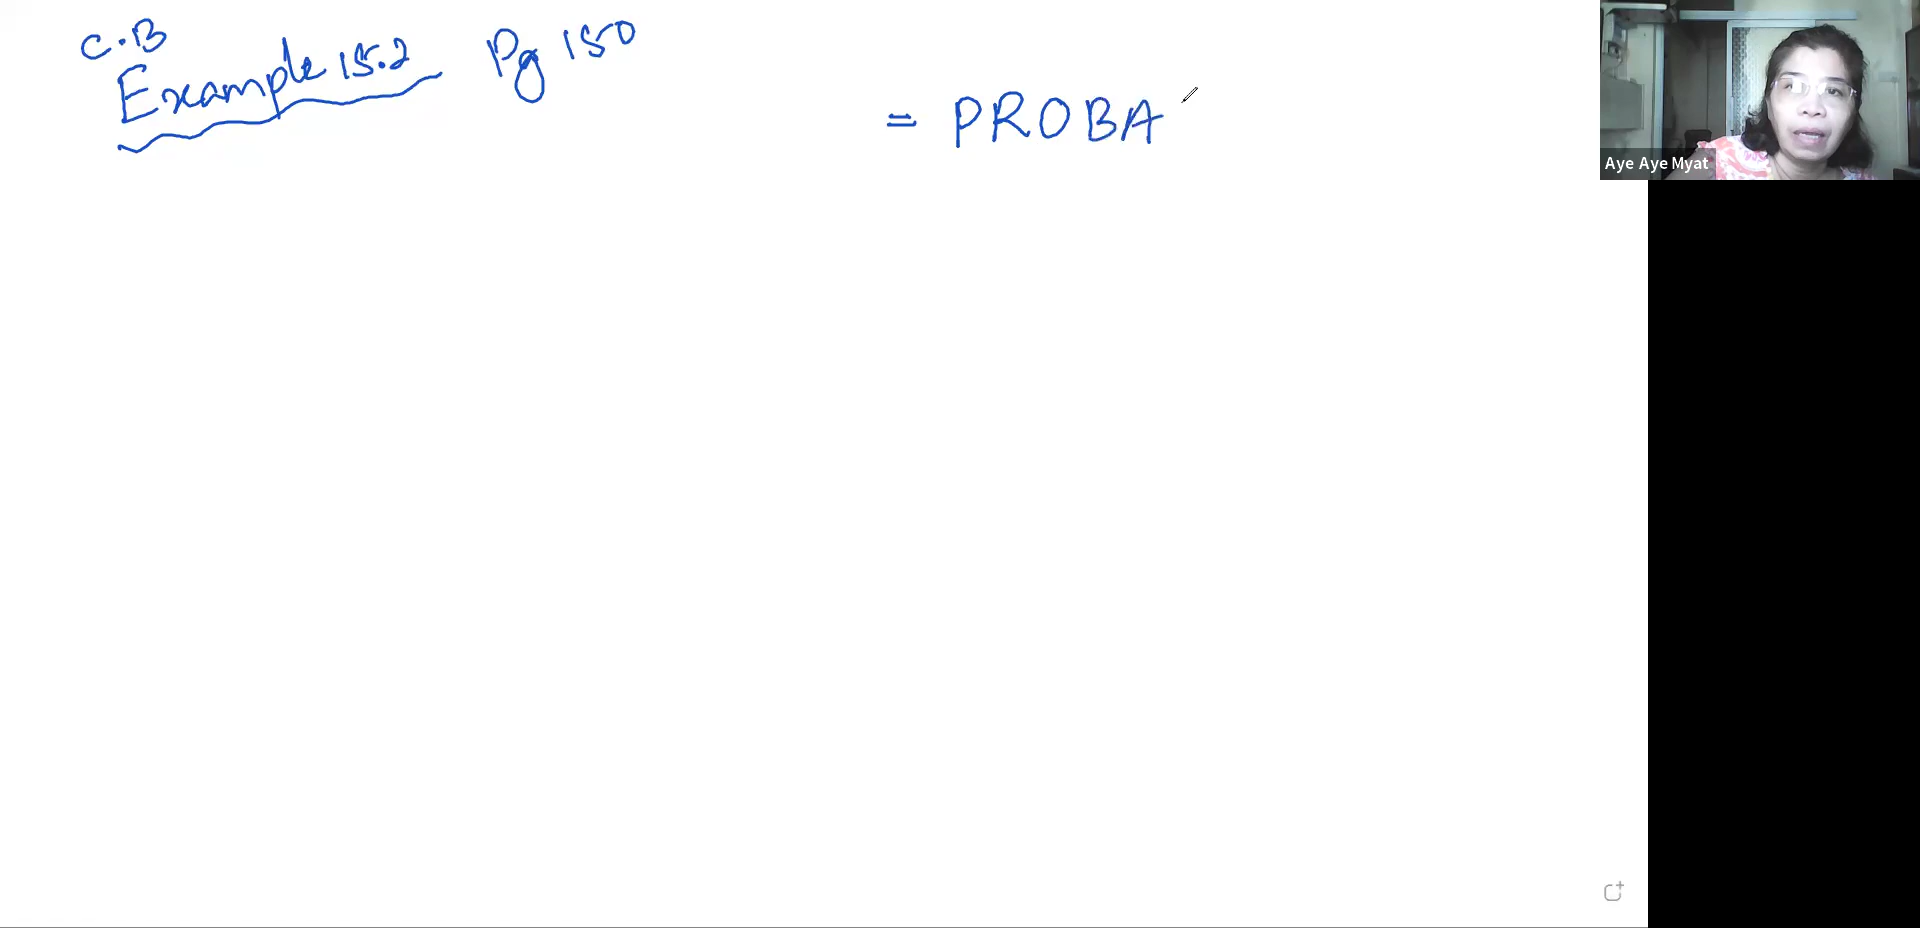 C.B
Example 15.2 Pg 150
= PROBA
Aye Aye Myat